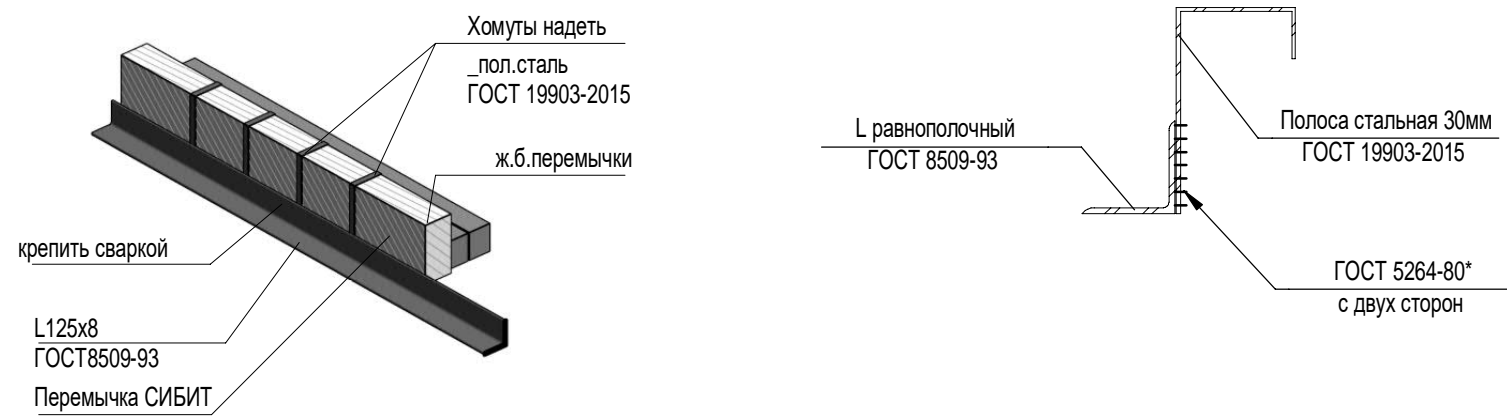 Хомуты надеть
_пол.сталь
ГОСТ 19903-2015
ж.б.перемычки
крепить сваркой
L125x8
ГОСТ8509-93
Перемычка СИБИТ
L равнополочный
ГОСТ 8509-93
Полоса стальная 30мм
ГОСТ 19903-2015
ГОСТ 5264-80*
с двух сторон